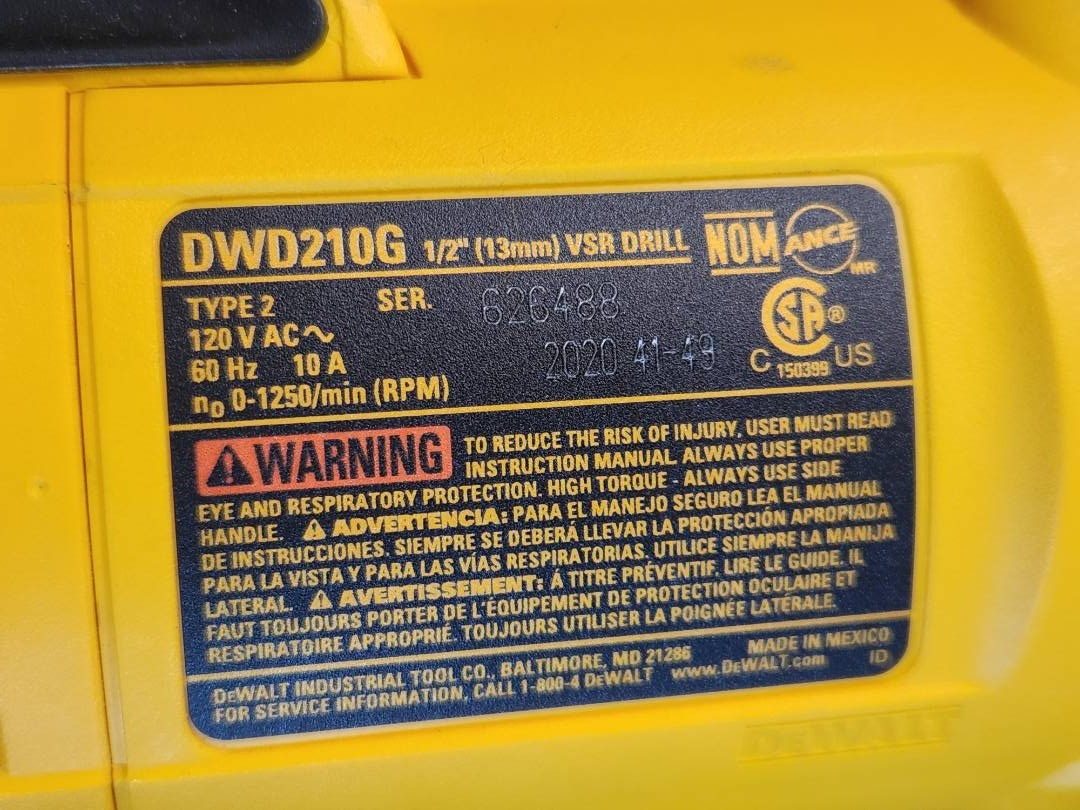 DWD210G 1/2" (13mm) VSR DRILL
NOM ANCE MR
TYPE 2 SER. 626488
120 V AC ~
2020 41-49
60 Hz 10 A
n₀ 0-1250/min (RPM)
SA ®
C 150399 US
WARNING TO REDUCE THE RISK OF INJURY, USER MUST READ
INSTRUCTION MANUAL. ALWAYS USE PROPER
EYE AND RESPIRATORY PROTECTION. HIGH TORQUE - ALWAYS USE SIDE
HANDLE. ADVERTENCIA: PARA EL MANEJO SEGURO LEA EL MANUAL
DE INSTRUCCIONES. SIEMPRE SE DEBERÁ LLEVAR LA PROTECCIÓN APROPIADA
PARA LA VISTA Y PARA LAS VÍAS RESPIRATORIAS. UTILICE SIEMPRE LA MANIJA
LATERAL. AVERTISSEMENT: Á TITRE PRÉVENTIF, LIRE LE GUIDE. IL
FAUT TOUJOURS PORTER DE L'ÉQUIPEMENT DE PROTECTION OCULAIRE ET
RESPIRATOIRE APPROPRIÉ. TOUJOURS UTILISER LA POIGNÉE LATÉRALE.
DeWALT INDUSTRIAL TOOL CO., BALTIMORE, MD 21286 MADE IN MEXICO
FOR SERVICE INFORMATION, CALL 1-800-4 DeWALT www.DeWALT.com ID
DeWALT